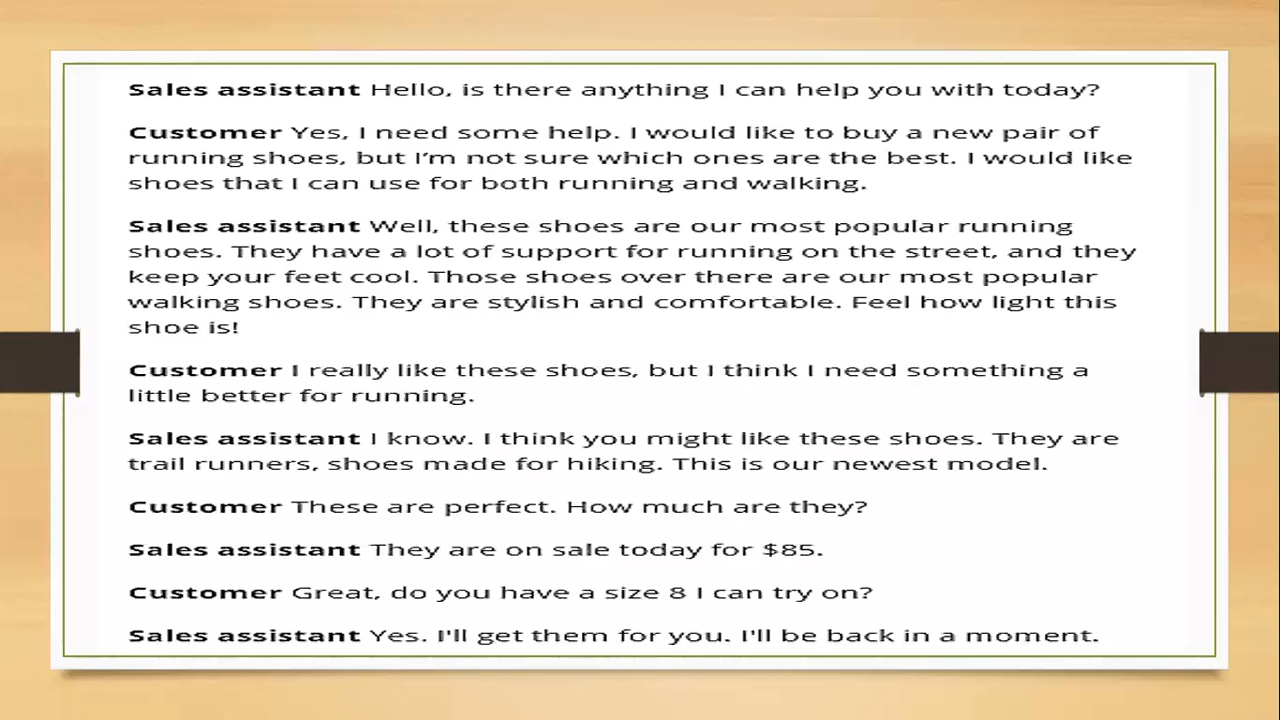 Sales assistant Hello, is there anything I can help you with today?
Customer Yes, I need some help. I would like to buy a new pair of
running shoes, but I’m not sure which ones are the best. I would like
shoes that I can use for both running and walking.
Sales assistant Well, these shoes are our most popular running
shoes. They have a lot of support for running on the street, and they
keep your feet cool. Those shoes over there are our most popular
walking shoes. They are stylish and comfortable. Feel how light this
shoe is!
Customer I really like these shoes, but I think I need something a
little better for running.
Sales assistant I know. I think you might like these shoes. They are
trail runners, shoes made for hiking. This is our newest model.
Customer These are perfect. How much are they?
Sales assistant They are on sale today for $85.
Customer Great, do you have a size 8 I can try on?
Sales assistant Yes. I'll get them for you. I'll be back in a moment.